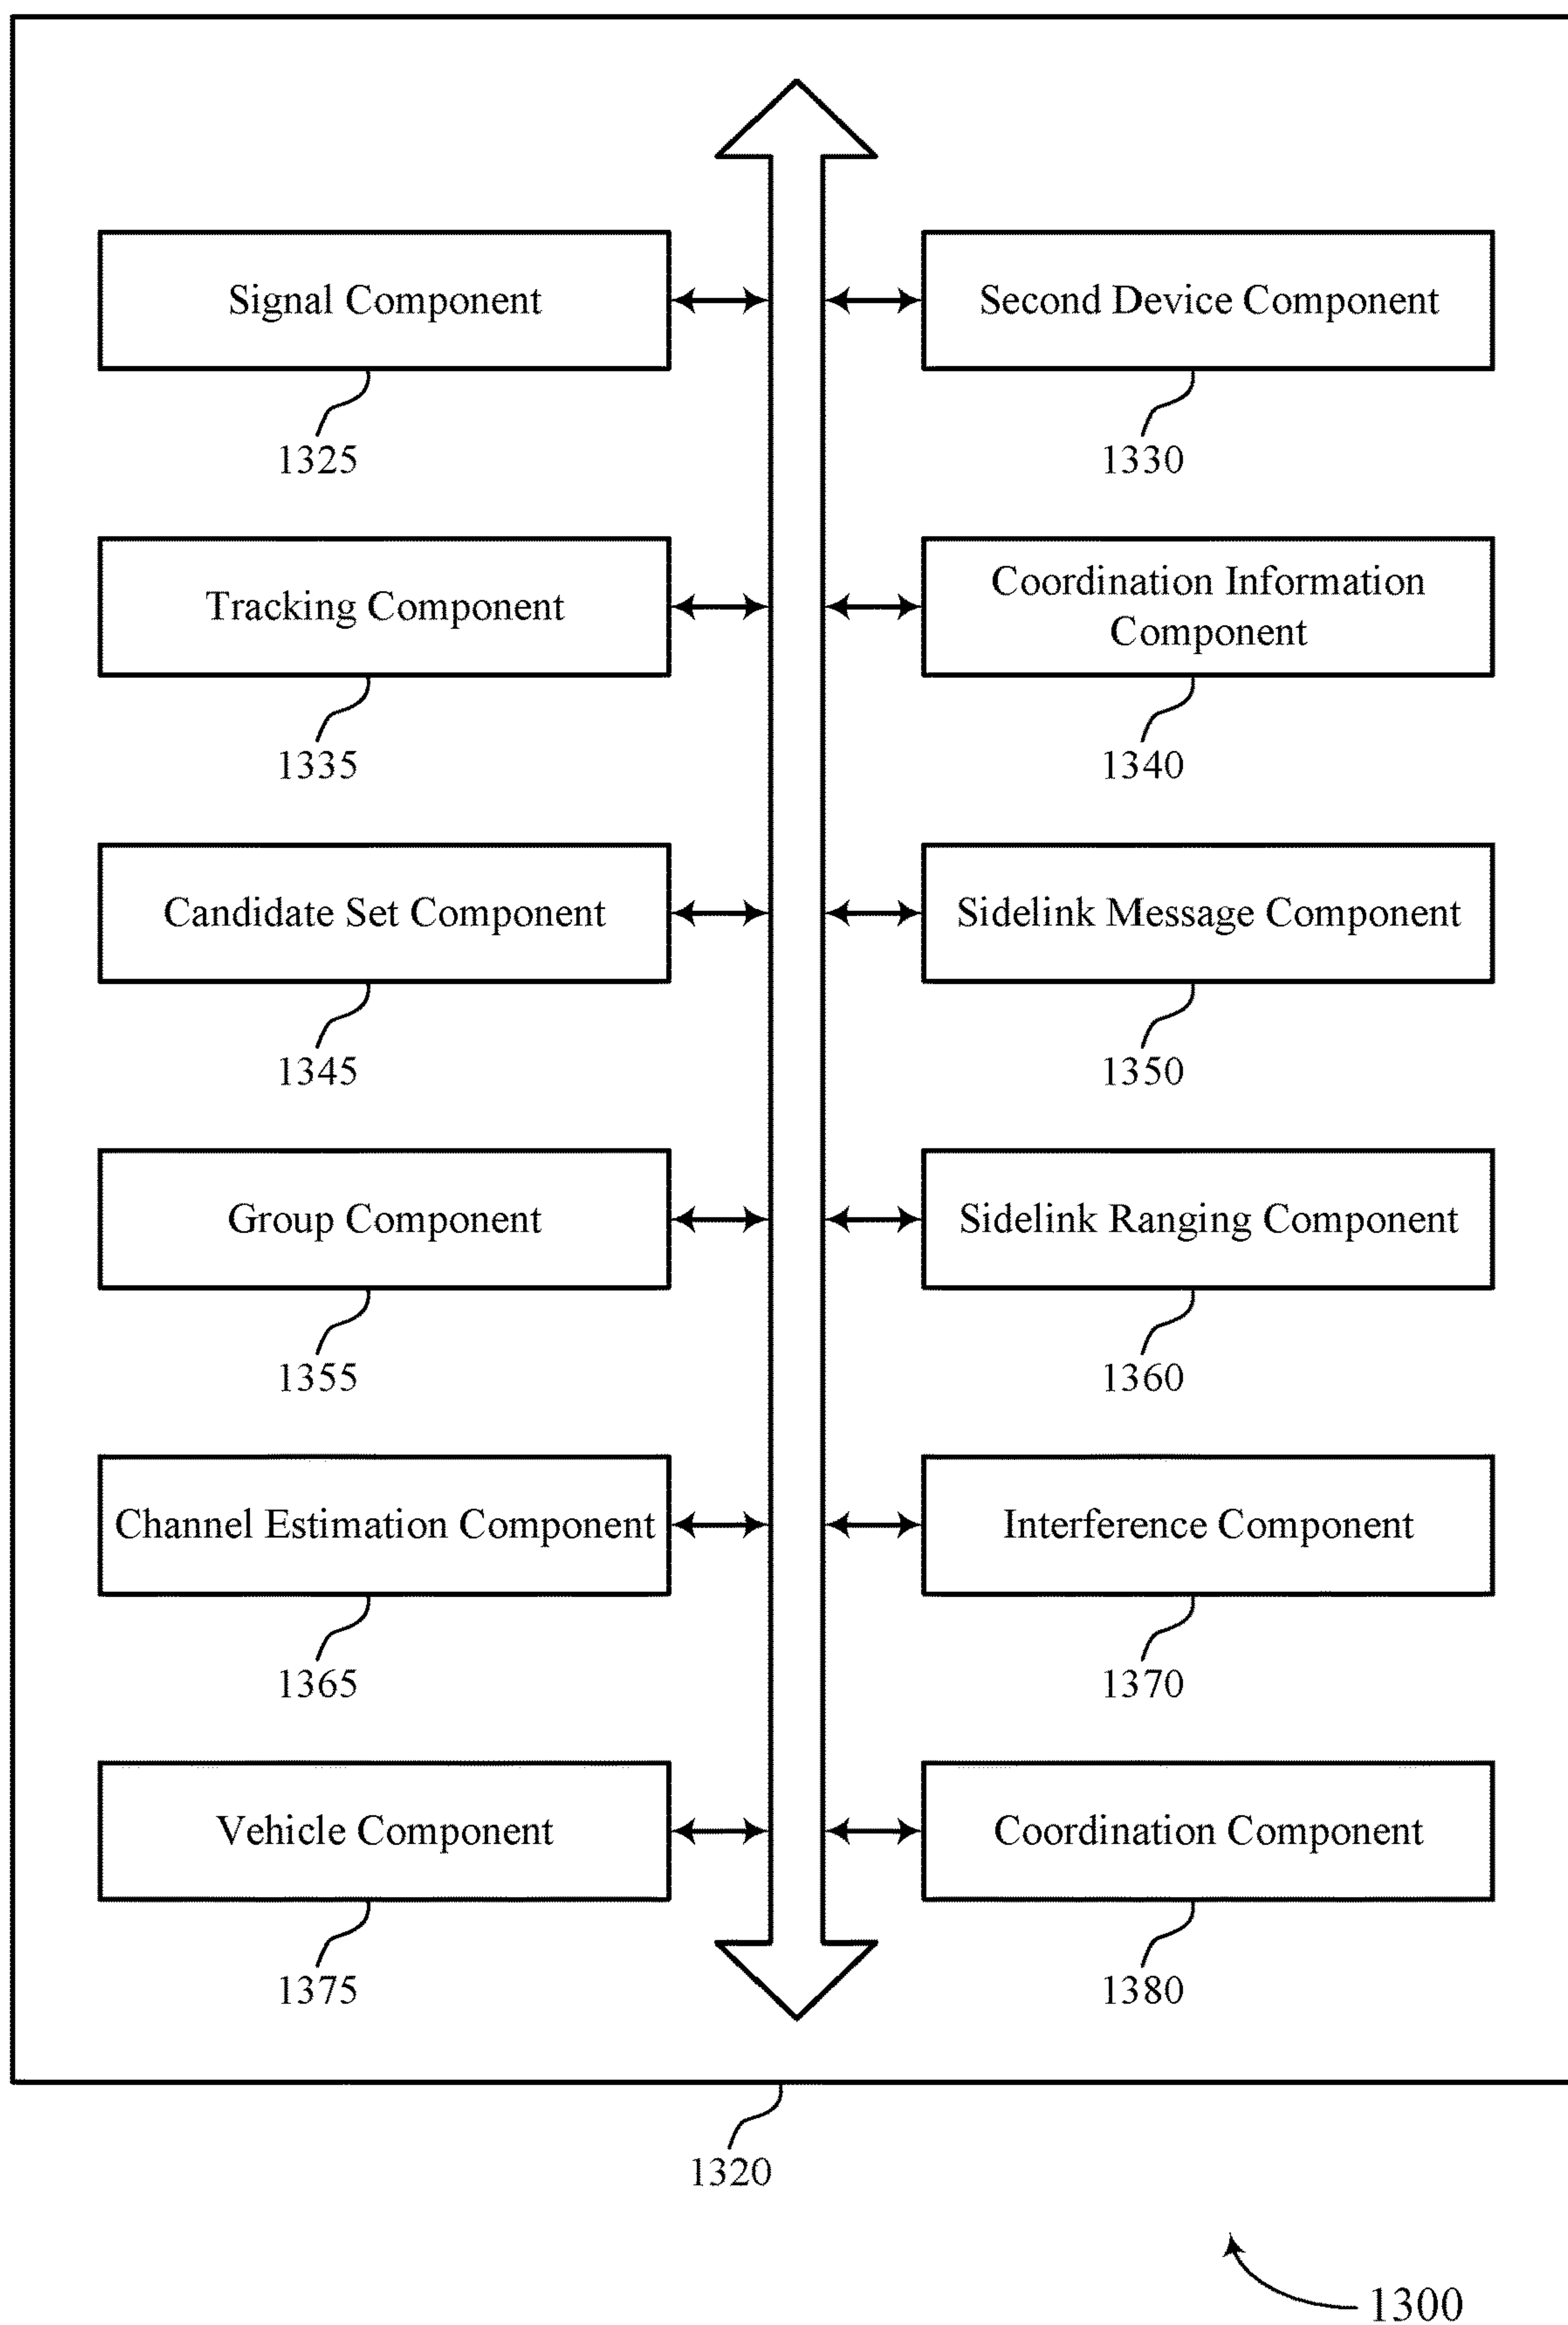 Signal Component
Second Device Component
1325
1330
Tracking Component
Coordination Information
Component
1335
1340
Candidate Set Component
Sidelink Message Component
1345
1350
Group Component
Sidelink Ranging Component
1355
1360
Channel Estimation Component
Interference Component
1365
1370
Vehicle Component
Coordination Component
1375
1380
1320
1300